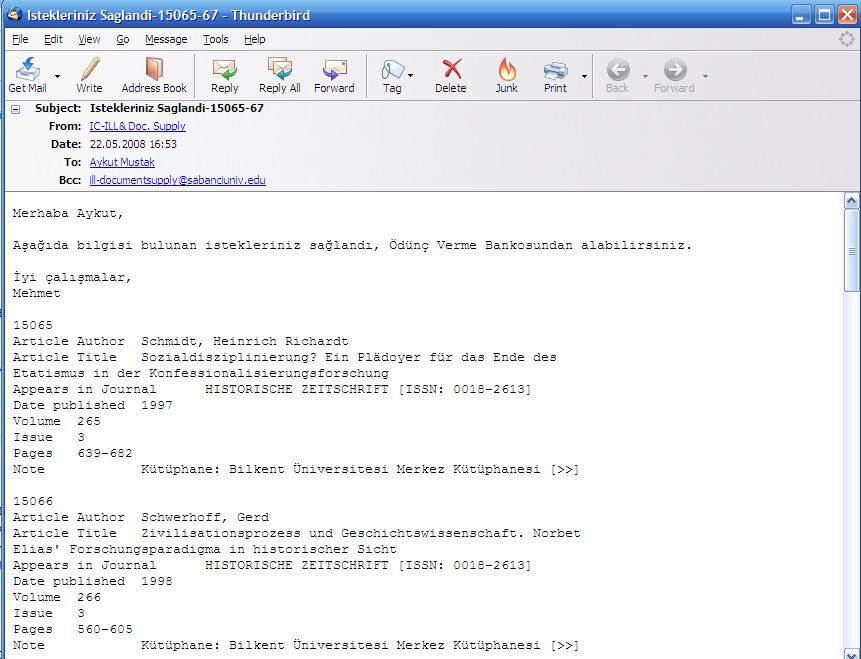 Istekleriniz Saglandi-15065-67 - Thunderbird
File Edit View Go Message Tools Help
Get Mail Write Address Book Reply Reply All Forward Tag Delete Junk Print Back Forward
Subject: Istekleriniz Saglandi-15065-67
From: IC-ILL& Doc. Supply
Date: 22.05.2008 16:53
To: Aykut Mustak
Bcc: ill-documentsupply@sabanciuniv.edu
Merhaba Aykut,
Aşağıda bilgisi bulunan istekleriniz sağlandı, Ödünç Verme Bankosundan alabilirsiniz.
İyi çalışmalar,
Mehmet
15065
Article Author Schmidt, Heinrich Richardt
Article Title Sozialdisziplinierung? Ein Plädoyer für das Ende des
Etatismus in der Konfessionalisierungsforschung
Appears in Journal HISTORISCHE ZEITSCHRIFT [ISSN: 0018-2613]
Date published 1997
Volume 265
Issue 3
Pages 639-682
Note Kütüphane: Bilkent Üniversitesi Merkez Kütüphanesi [>>]
15066
Article Author Schwerhoff, Gerd
Article Title Zivilisationsprozess und Geschichtswissenschaft. Norbet
Elias' Forschungsparadigma in historischer Sicht
Appears in Journal HISTORISCHE ZEITSCHRIFT [ISSN: 0018-2613]
Date published 1998
Volume 266
Issue 3
Pages 560-605
Note Kütüphane: Bilkent Üniversitesi Merkez Kütüphanesi [>>]